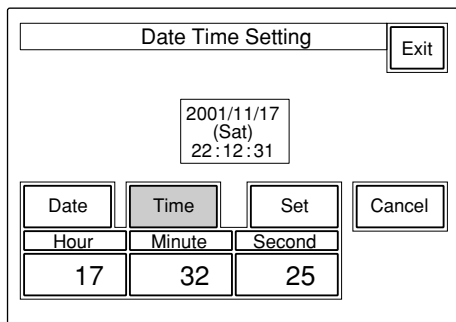 Date Time Setting
Exit
2001/11/17
(Sat)
22:12:31
Date Time Set Cancel
Hour Minute Second
17 32 25